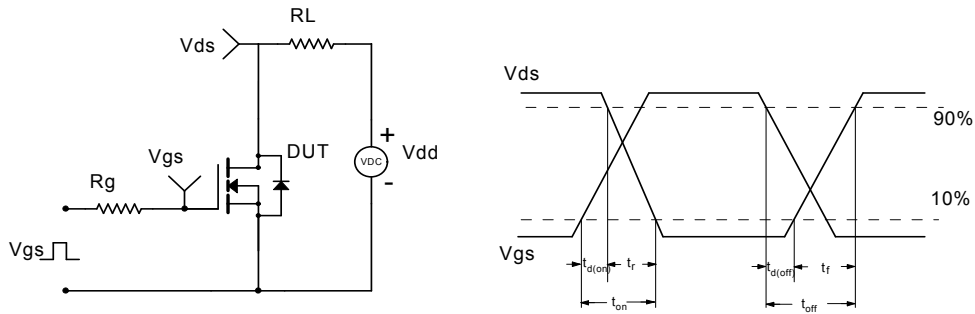 RL
Vds
DUT
Vgs
Rg
VDC
+
-
Vdd
Vgs
Vds
90%
10%
Vgs
td(on)
tr
ton
td(off)
tf
toff